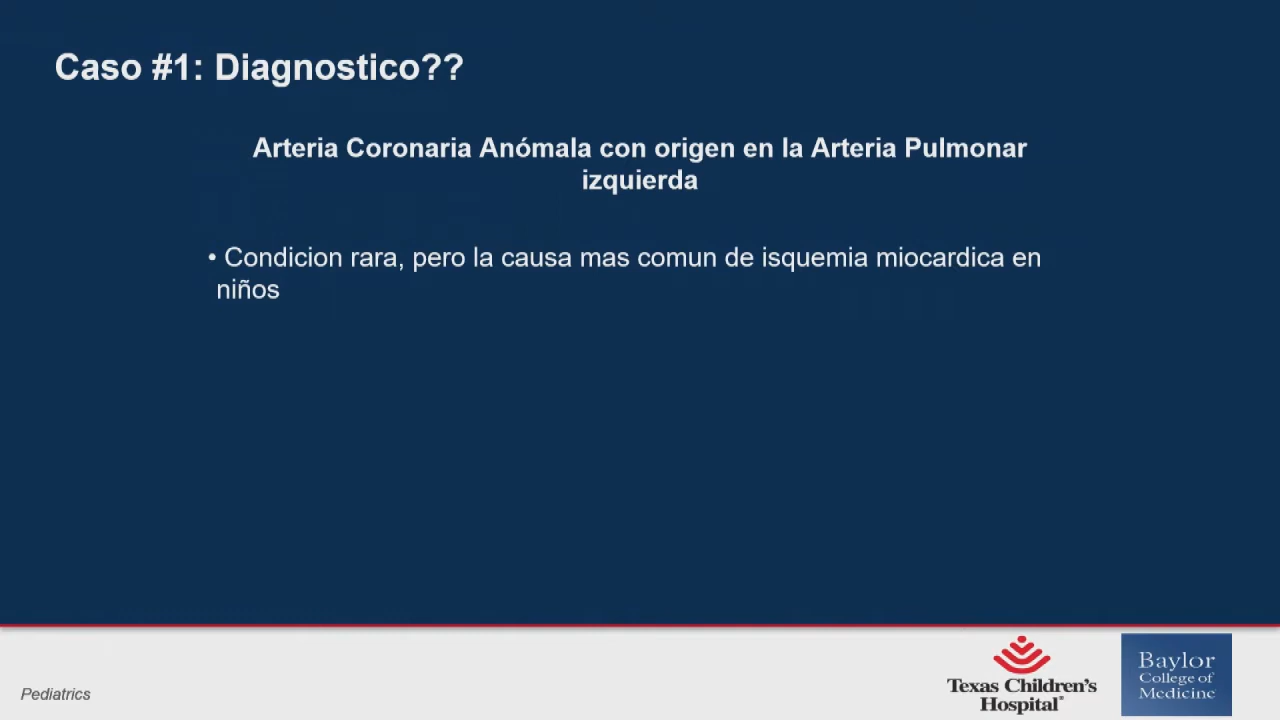 Caso #1: Diagnostico??
Arteria Coronaria Anómala con origen en la Arteria Pulmonar
izquierda
• Condicion rara, pero la causa mas comun de isquemia miocardica en
niños
Pediatrics
Texas Children's
Hospital®
Baylor
College of
Medicine